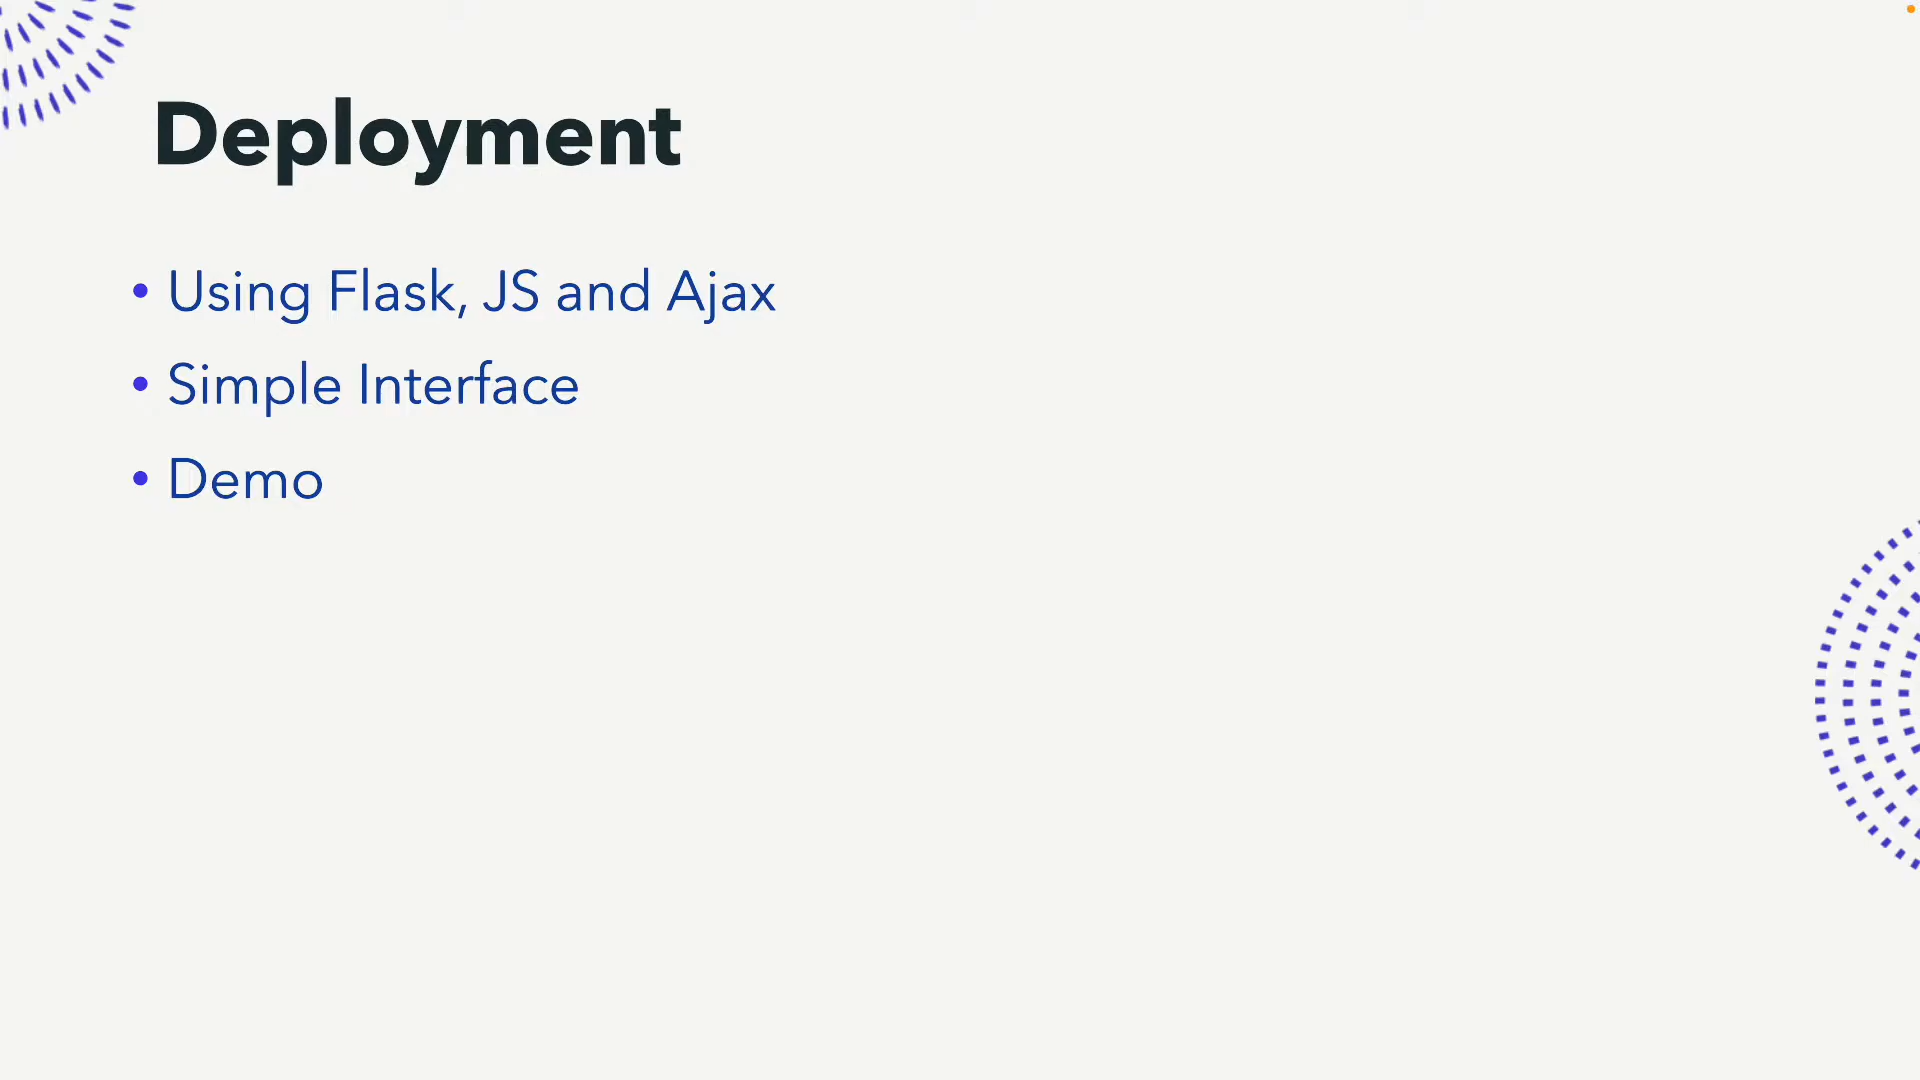 Deployment
• Using Flask, JS and Ajax
• Simple Interface
• Demo